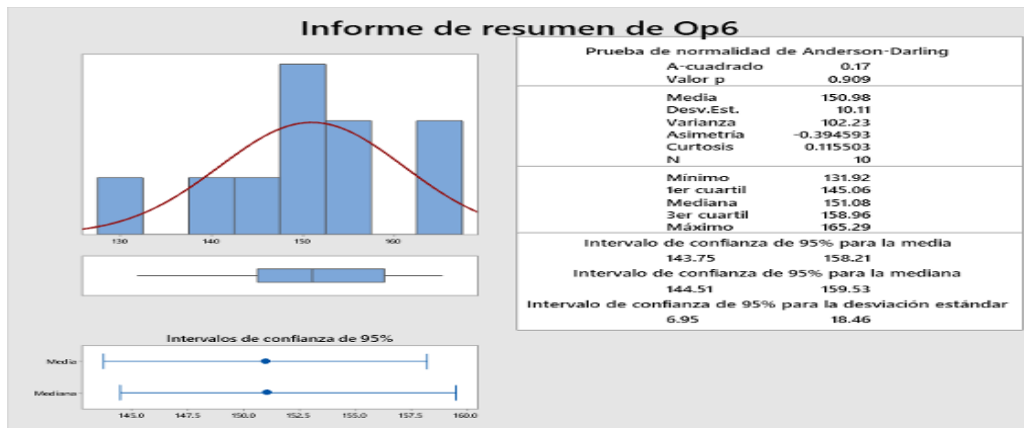 Informe de resumen de Op6
130 140 150 160
Prueba de normalidad de Anderson-Darling
A-cuadrado 0.17
Valor p 0.909
Media 150.98
Desv.Est. 10.11
Varianza 102.23
Asimetría -0.394593
Curtosis 0.115503
N 10
Mínimo 131.92
1er cuartil 145.06
Mediana 151.08
3er cuartil 158.96
Máximo 165.29
Intervalo de confianza de 95% para la media
143.75 158.21
Intervalo de confianza de 95% para la mediana
144.51 159.53
Intervalo de confianza de 95% para la desviación estándar
6.95 18.46
Intervalos de confianza de 95%
Media
Mediana
145.0 147.5 150.0 152.5 155.0 157.5 160.0